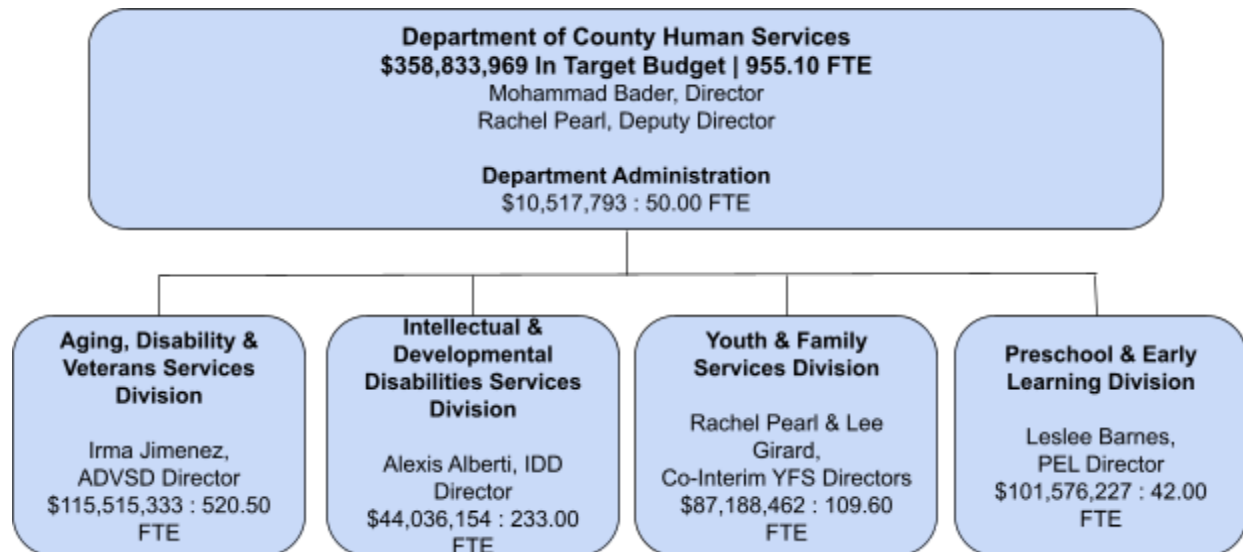 Department of County Human Services
$358,833,969 In Target Budget | 955.10 FTE
Mohammad Bader, Director
Rachel Pearl, Deputy Director
Department Administration
$10,517,793 : 50.00 FTE
Aging, Disability &
Veterans Services
Division
Irma Jimenez,
ADVSD Director
$115,515,333 : 520.50
FTE
Intellectual &
Developmental
Disabilities Services
Division
Alexis Alberti, IDD
Director
$44,036,154 : 233.00
FTE
Youth & Family
Services Division
Rachel Pearl & Lee
Girard,
Co-Interim YFS Directors
$87,188,462 : 109.60
FTE
Preschool & Early
Learning Division
Leslee Barnes,
PEL Director
$101,576,227 : 42.00
FTE